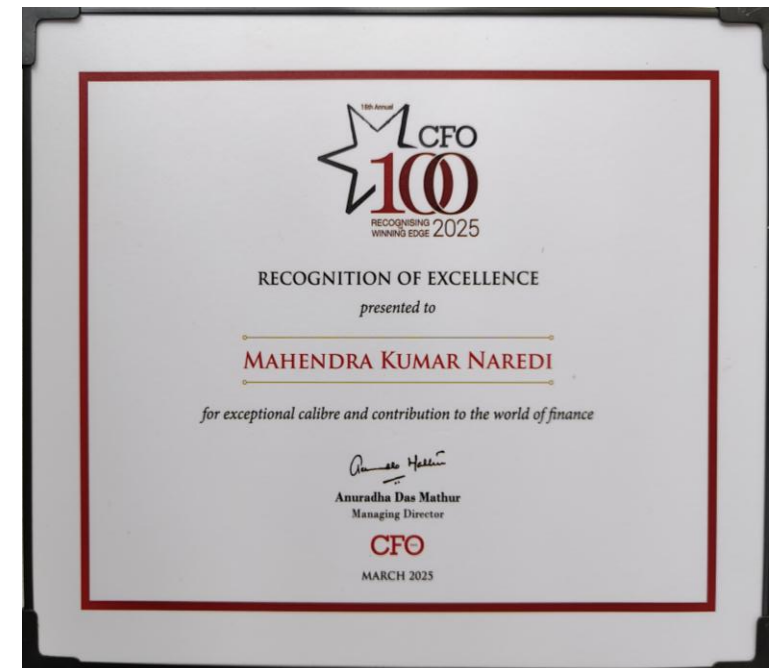 15th Annual
CFO
100
RECOGNISING
WINNING EDGE 2025
RECOGNITION OF EXCELLENCE
presented to
MAHENDRA KUMAR NAREDI
for exceptional calibre and contribution to the world of finance
Anuradha Das Mathur
Managing Director
CFO
MARCH 2025